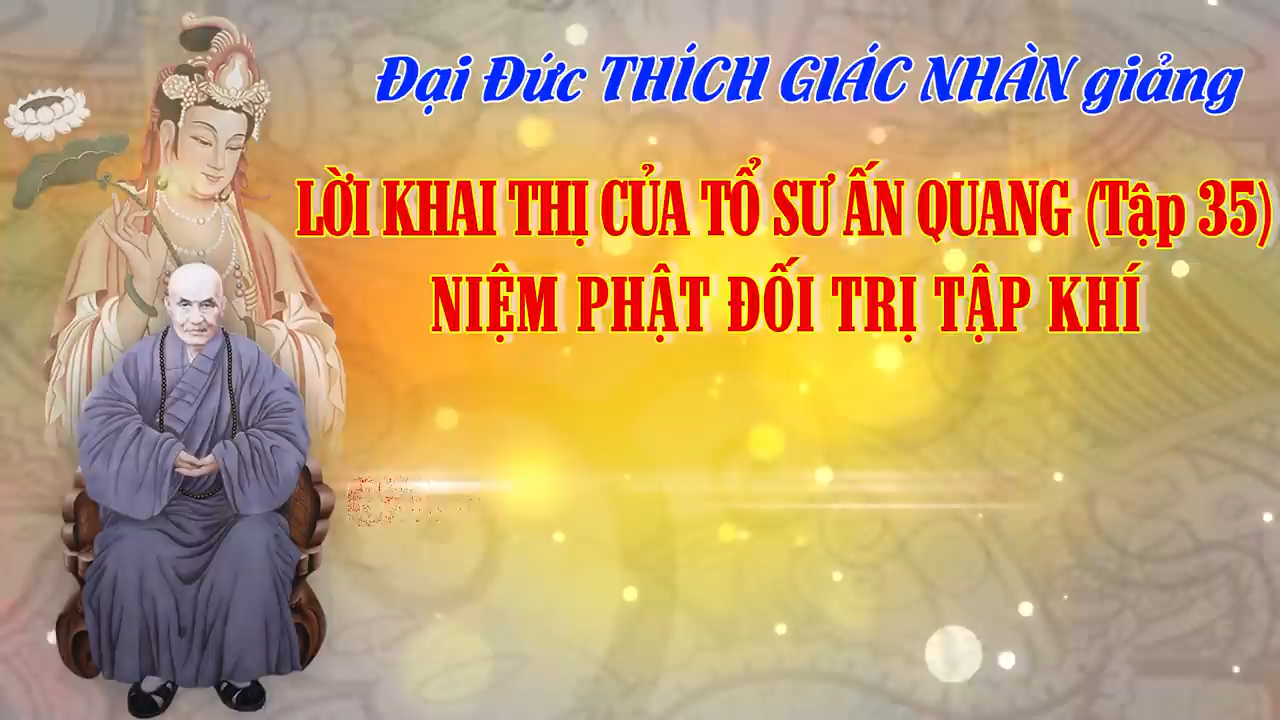 Đại Đức THÍCH GIÁC NHÀN giảng
LỜI KHAI THỊ CỦA TỔ SƯ ẤN QUANG (Tập 35)
NIỆM PHẬT ĐỐI TRỊ TẬP KHÍ